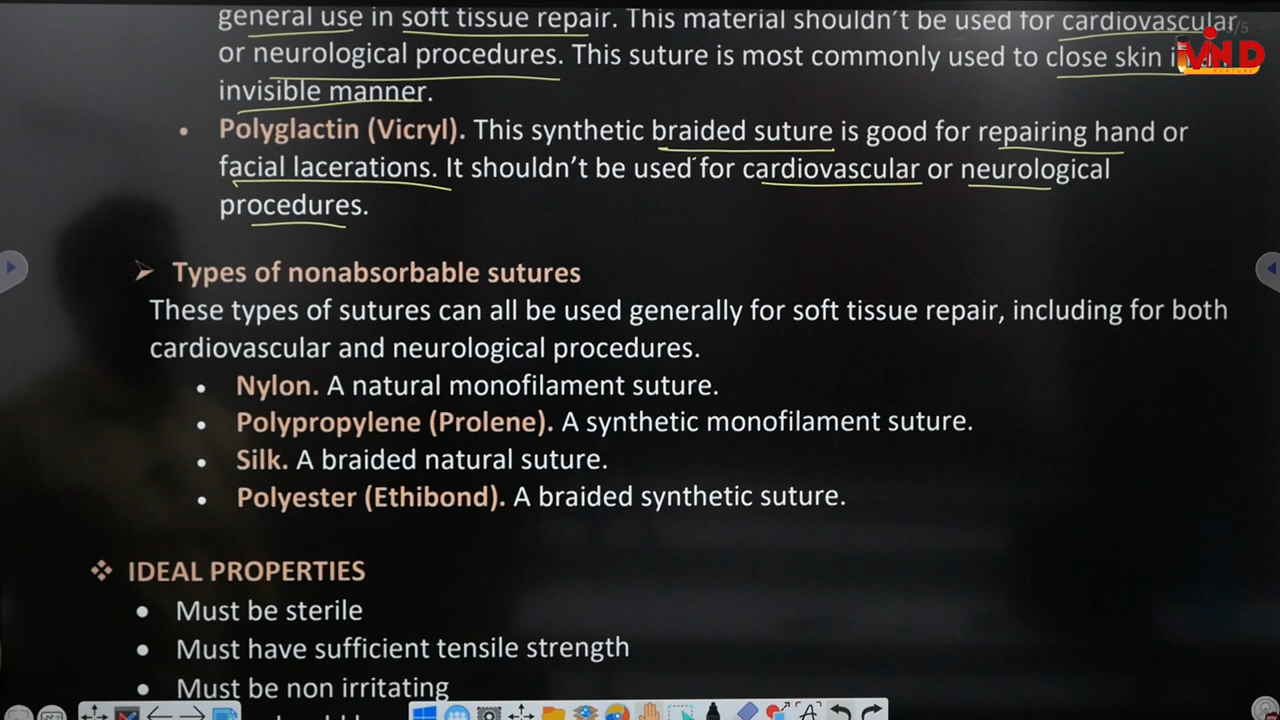 general use in soft tissue repair. This material shouldn't be used for cardiovascular
or neurological procedures. This suture is most commonly used to close skin
invisible manner.
• Polyglactin (Vicryl). This synthetic braided suture is good for repairing hand or
facial lacerations. It shouldn't be used for cardiovascular or neurological
procedures.
➢ Types of nonabsorbable sutures
These types of sutures can all be used generally for soft tissue repair, including for both
cardiovascular and neurological procedures.
• Nylon. A natural monofilament suture.
• Polypropylene (Prolene). A synthetic monofilament suture.
• Silk. A braided natural suture.
• Polyester (Ethibond). A braided synthetic suture.
❖ IDEAL PROPERTIES
• Must be sterile
• Must have sufficient tensile strength
• Must be non irritating